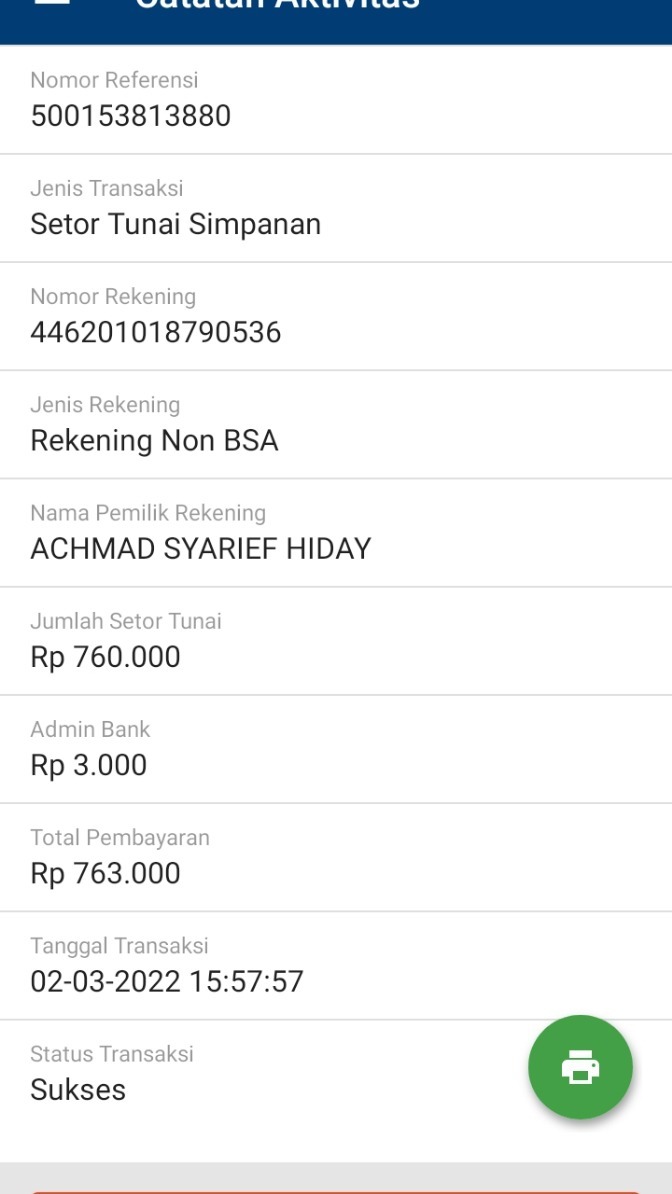 Catatan Aktivitas
Nomor Referensi
500153813880
Jenis Transaksi
Setor Tunai Simpanan
Nomor Rekening
446201018790536
Jenis Rekening
Rekening Non BSA
Nama Pemilik Rekening
ACHMAD SYARIEF HIDAY
Jumlah Setor Tunai
Rp 760.000
Admin Bank
Rp 3.000
Total Pembayaran
Rp 763.000
Tanggal Transaksi
02-03-2022 15:57:57
Status Transaksi
Sukses